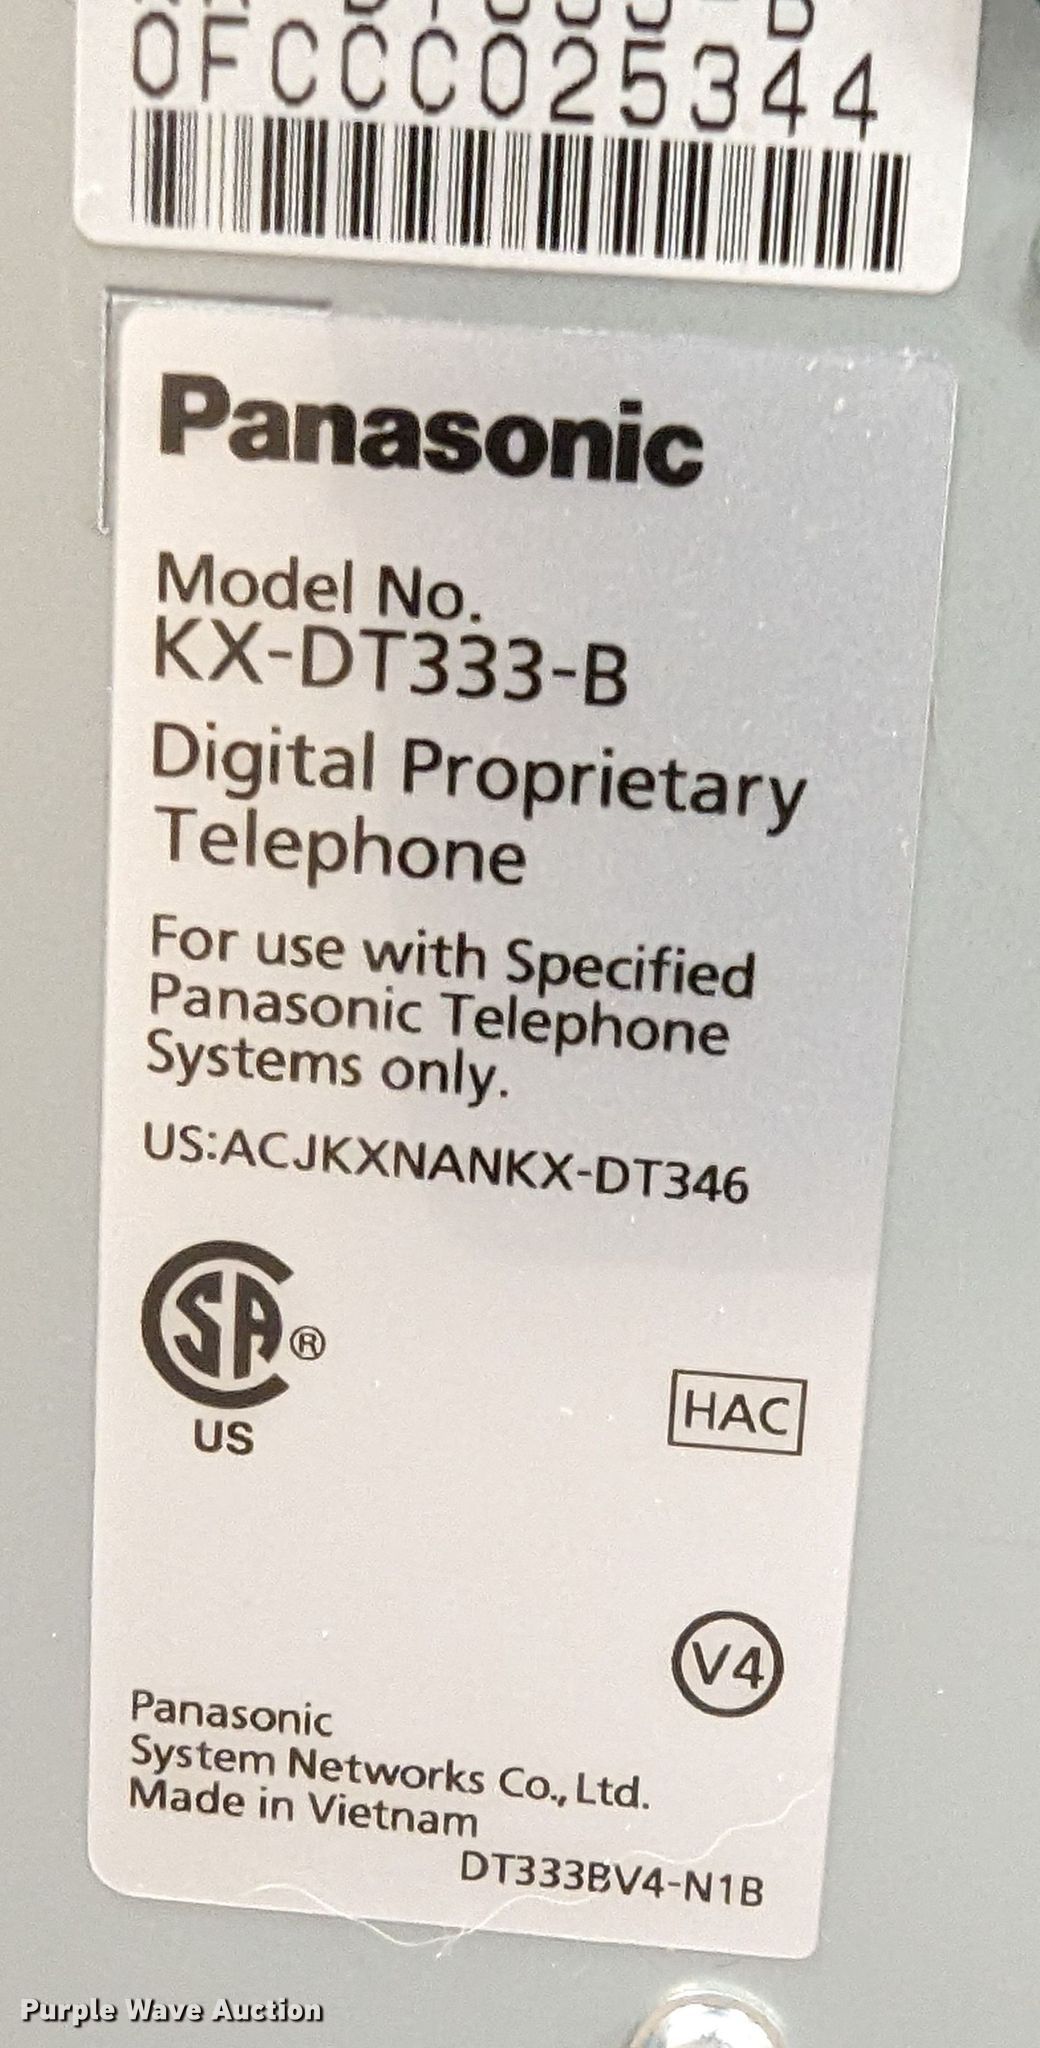 0FCCC025344
Panasonic
Model No.
KX-DT333-B
Digital Proprietary
Telephone
For use with Specified
Panasonic Telephone
Systems only.
US:ACJKXNANKX-DT346
CSA®
US
HAC
V4
Panasonic
System Networks Co., Ltd.
Made in Vietnam
DT333BV4-N1B
Purple Wave Auction